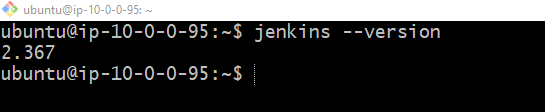 ubuntu@ip-10-0-0-95: ~
ubuntu@ip-10-0-0-95:~$ jenkins --version
2.367
ubuntu@ip-10-0-0-95:~$